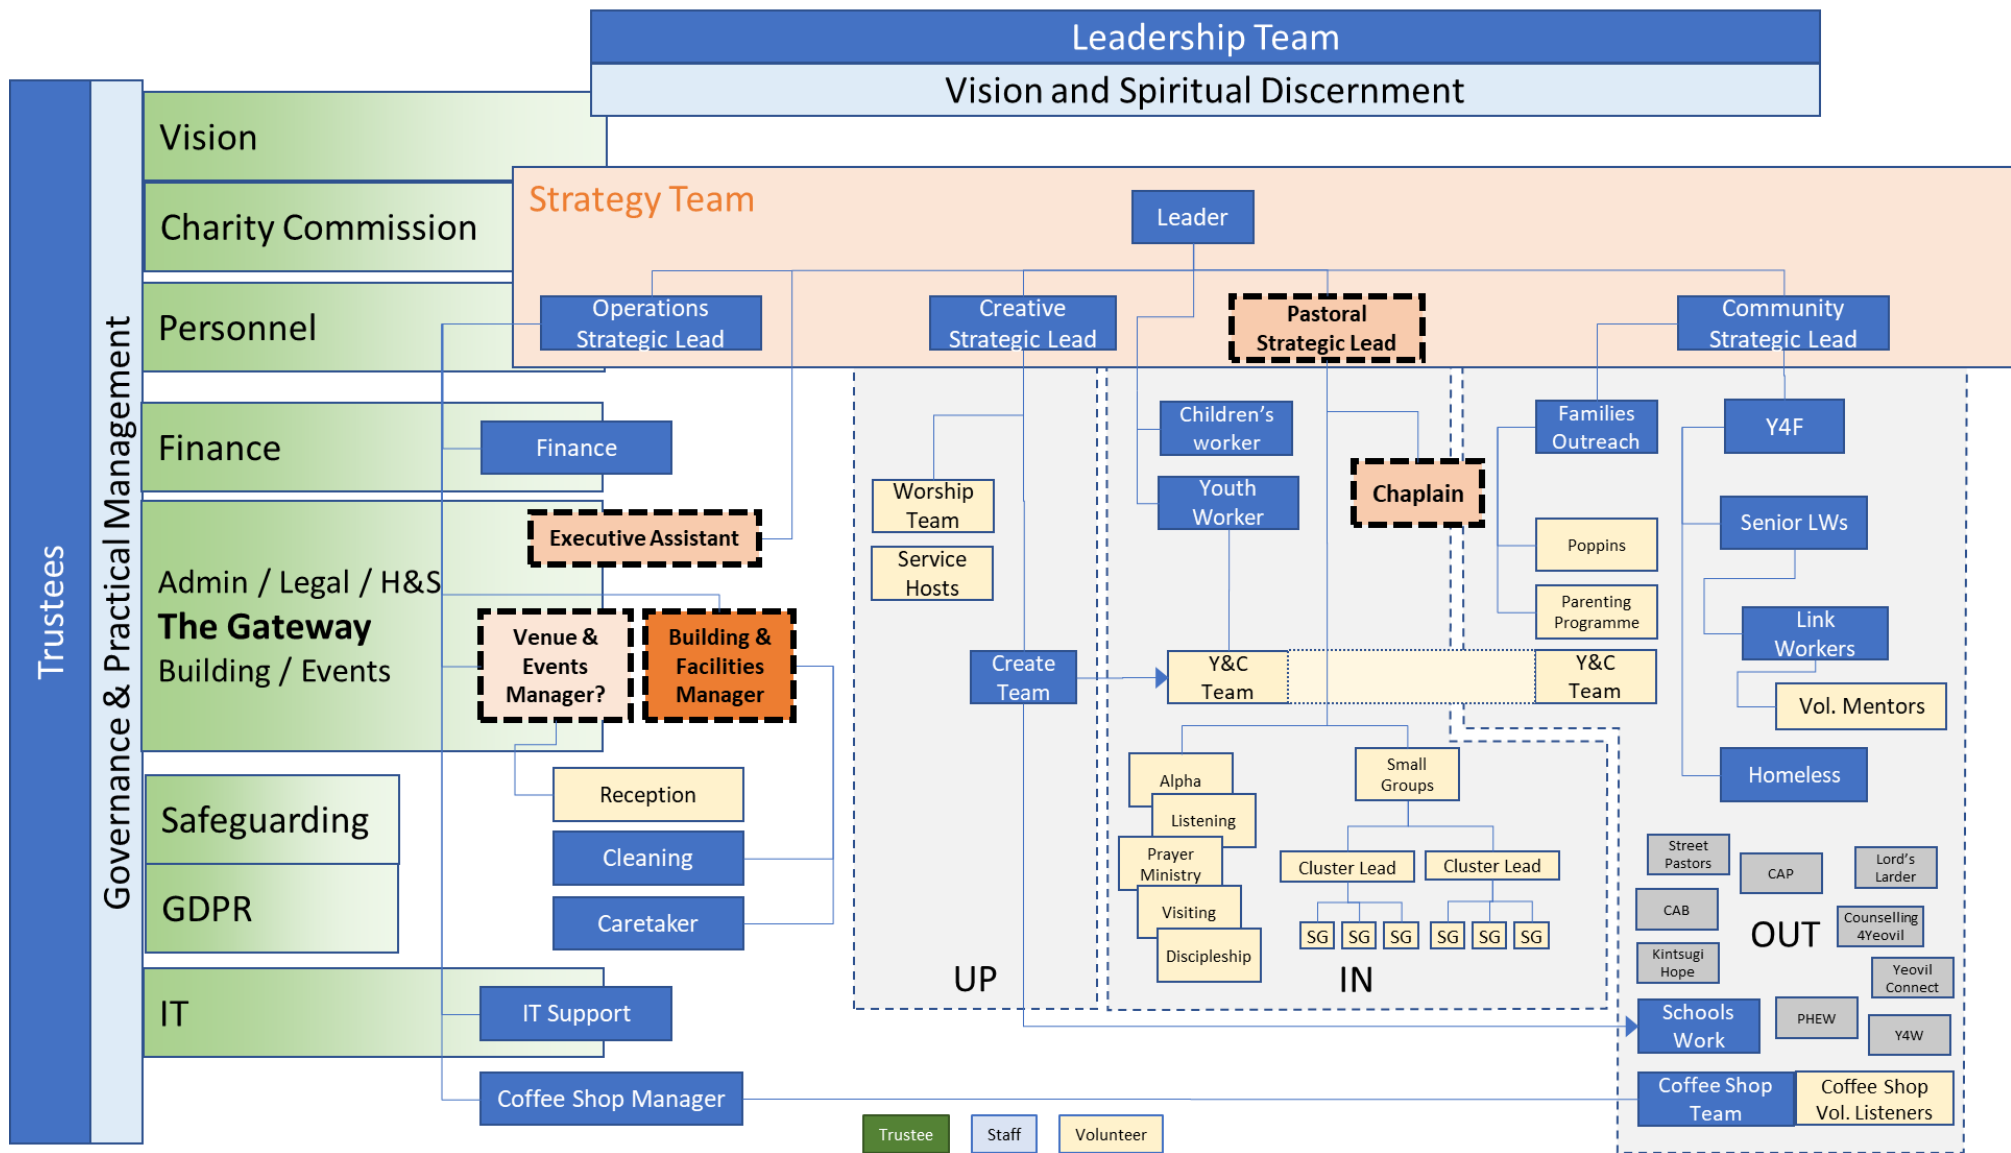 Leadership Team
Vision and Spiritual Discernment
Trustees
Governance & Practical Management
Vision
Charity Commission
Personnel
Finance
Admin / Legal / H&S
The Gateway
Building / Events
Safeguarding
GDPR
IT
Strategy Team
Leader
Operations
Strategic Lead
Creative
Strategic Lead
Pastoral
Strategic Lead
Community
Strategic Lead
Finance
Executive Assistant
Venue &
Events
Manager?
Building &
Facilities
Manager
Reception
Cleaning
Caretaker
IT Support
Coffee Shop Manager
Worship
Team
Service
Hosts
Create
Team
UP
Children's
worker
Youth
Worker
Chaplain
Y&C
Team
Alpha
Listening
Prayer
Ministry
Visiting
Discipleship
Small
Groups
Cluster Lead
Cluster Lead
SG
SG
SG
SG
SG
SG
IN
Families
Outreach
Y4F
Poppins
Parenting
Programme
Y&C
Team
Senior LWs
Link
Workers
Vol. Mentors
Homeless
Street
Pastors
CAP
Lord's
Larder
CAB
Counselling
4Yeovil
OUT
Kintsugi
Hope
Yeovil
Connect
Schools
Work
PHEW
Y4W
Coffee Shop
Team
Coffee Shop
Vol. Listeners
Trustee
Staff
Volunteer